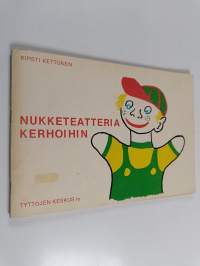 KIRSTI KETTUNEN
NUKKETEATTERIA
KERHOIHIN
TYTTÖJEN KESKUS ry